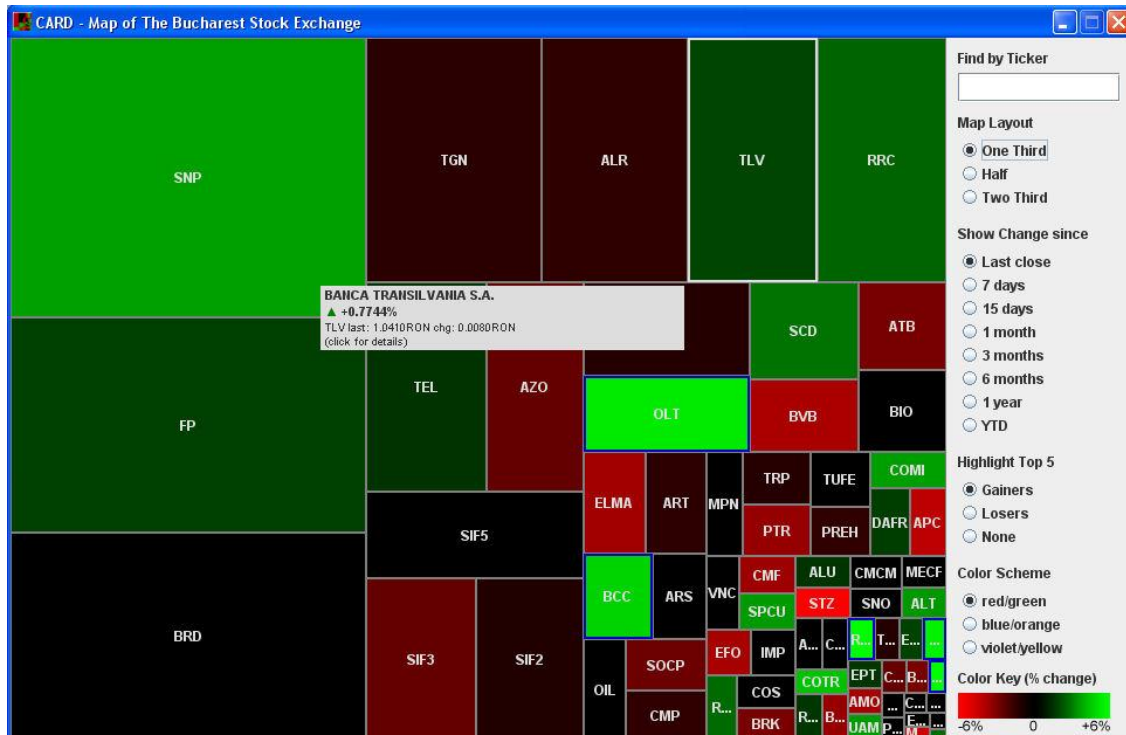 CARD - Map of The Bucharest Stock Exchange
SNP
TGN
ALR
TLV
RRC
BANCA TRANSILVANIA S.A.
▲ +0.7744%
TLV last: 1.0410RON chg: 0.0080RON
(click for details)
SCD
ATB
FP
TEL
AZO
OLT
BVB
BIO
ELMA
ART
MPN
TRP
TUFE
COMI
PTR
PREH
DAFR
APC
SIF5
BRD
SIF3
SIF2
BCC
ARS
VNC
CMF
ALU
CMCM
MECF
SPCU
STZ
SNO
ALT
OIL
SOCP
CMP
EFO
IMP
A...
C...
R...
T...
E...
...
R...
COS
BRK
COTR
EPT
C...
B...
...
R...
B...
AMO
...
C...
...
UAM
P...
E...
M...
Find by Ticker
Map Layout
One Third
Half
Two Third
Show Change since
Last close
7 days
15 days
1 month
3 months
6 months
1 year
YTD
Highlight Top 5
Gainers
Losers
None
Color Scheme
red/green
blue/orange
violet/yellow
Color Key (% change)
-6% 0 +6%